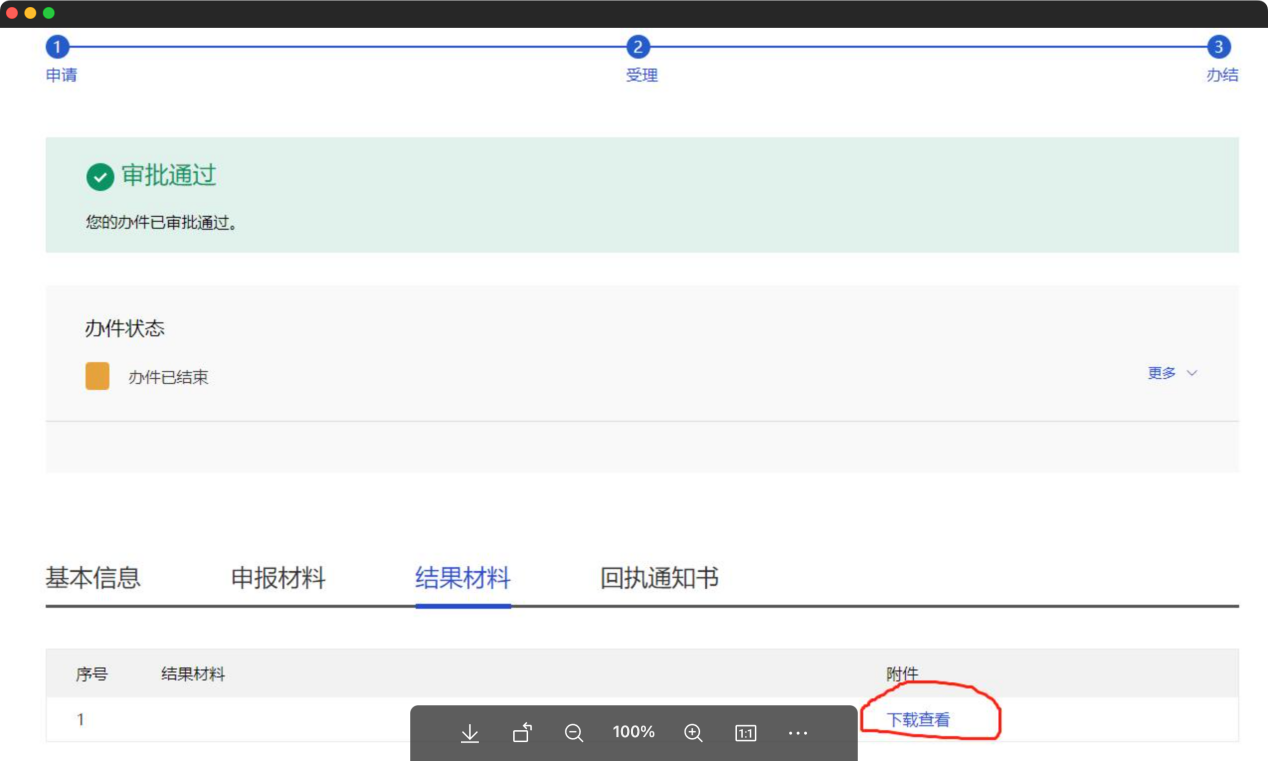 1 2 3
申请 受理 办结
审批通过
您的办件已审批通过。
办件状态
办件已结束 更多
基本信息 申报材料 结果材料 回执通知书
序号 结果材料 附件
1 下载查看
100% 1:1